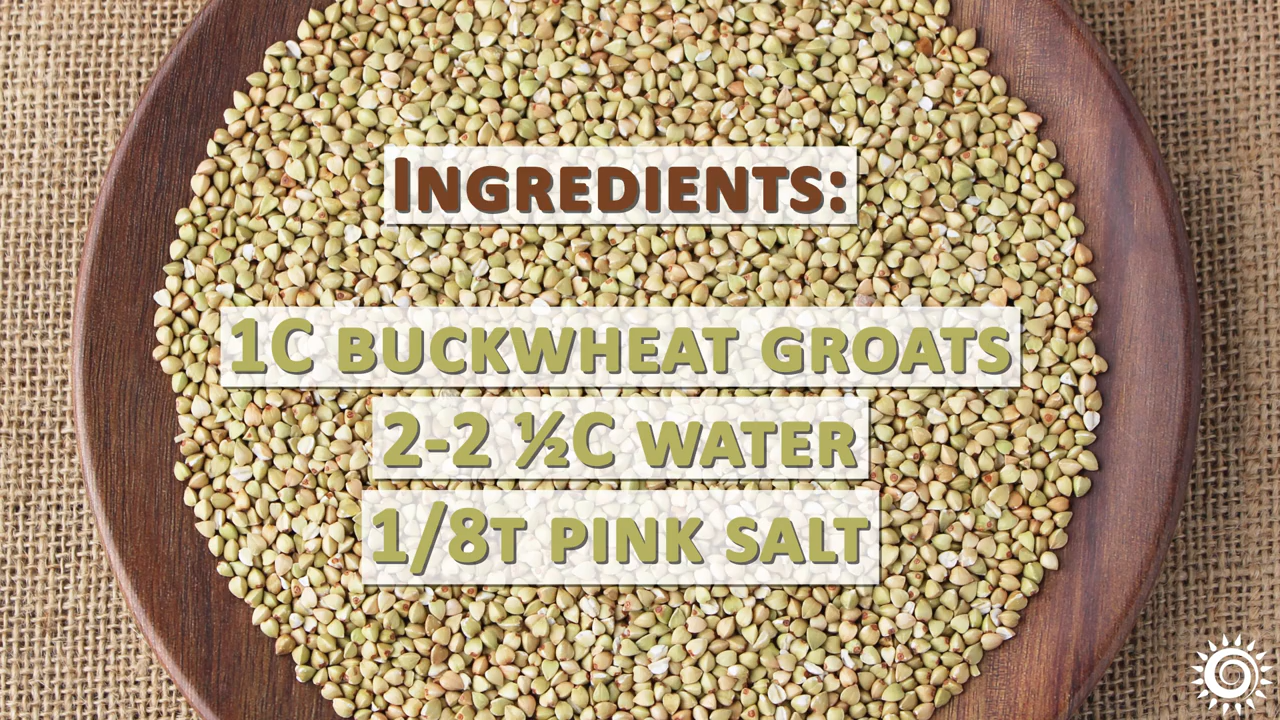 Ingredients:
1C buckwheat groats
2-2 ½C water
1/8t pink salt